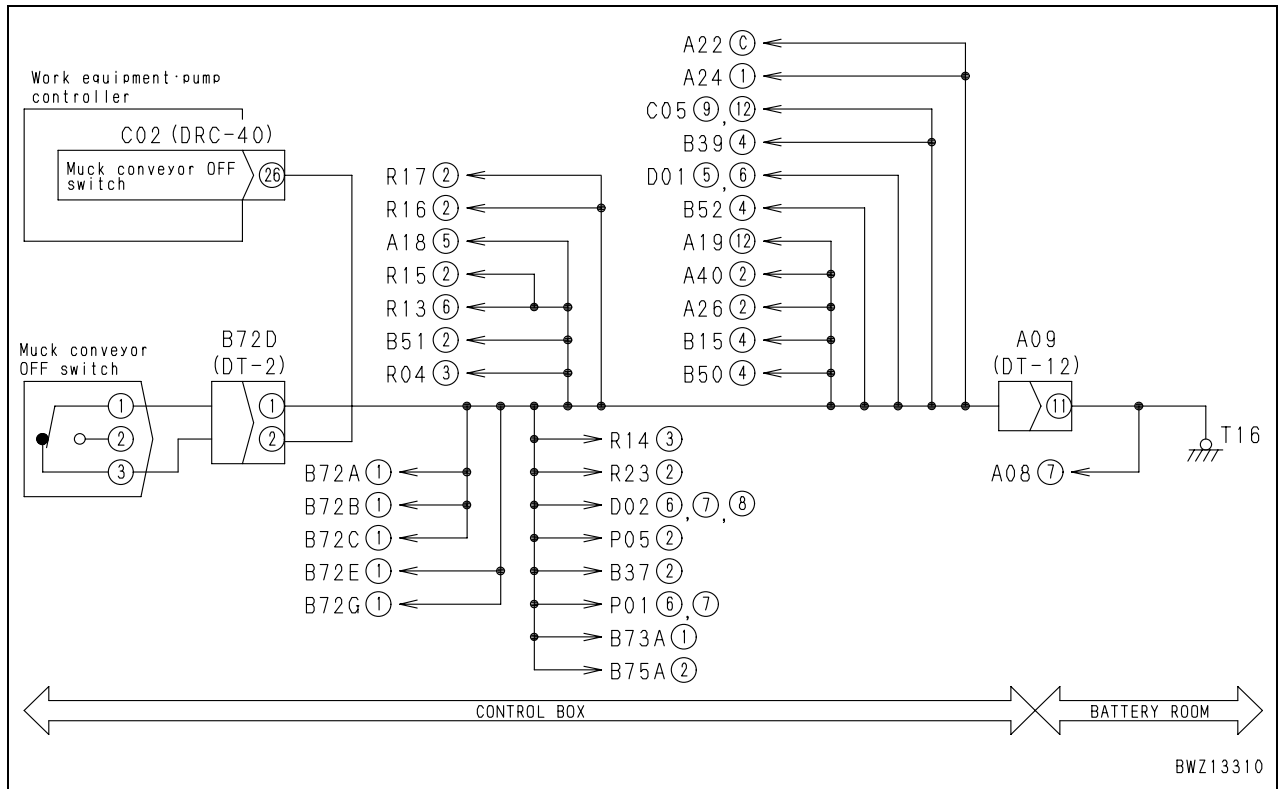 Work equipment·pump
controller
C02 (DRC-40)
Muck conveyor OFF
switch
26
Muck conveyor
OFF switch
1
2
3
B72D
(DT-2)
1
2
R17 2
R16 2
A18 5
R15 2
R13 6
B51 2
R04 3
A22 C
A24 1
C05 9, 12
B39 4
D01 5, 6
B52 4
A19 12
A40 2
A26 2
B15 4
B50 4
A09
(DT-12)
11
T16
A08 7
B72A 1
B72B 1
B72C 1
B72E 1
B72G 1
R14 3
R23 2
D02 6, 7, 8
P05 2
B37 2
P01 6, 7
B73A 1
B75A 2
CONTROL BOX
BATTERY ROOM
BWZ13310